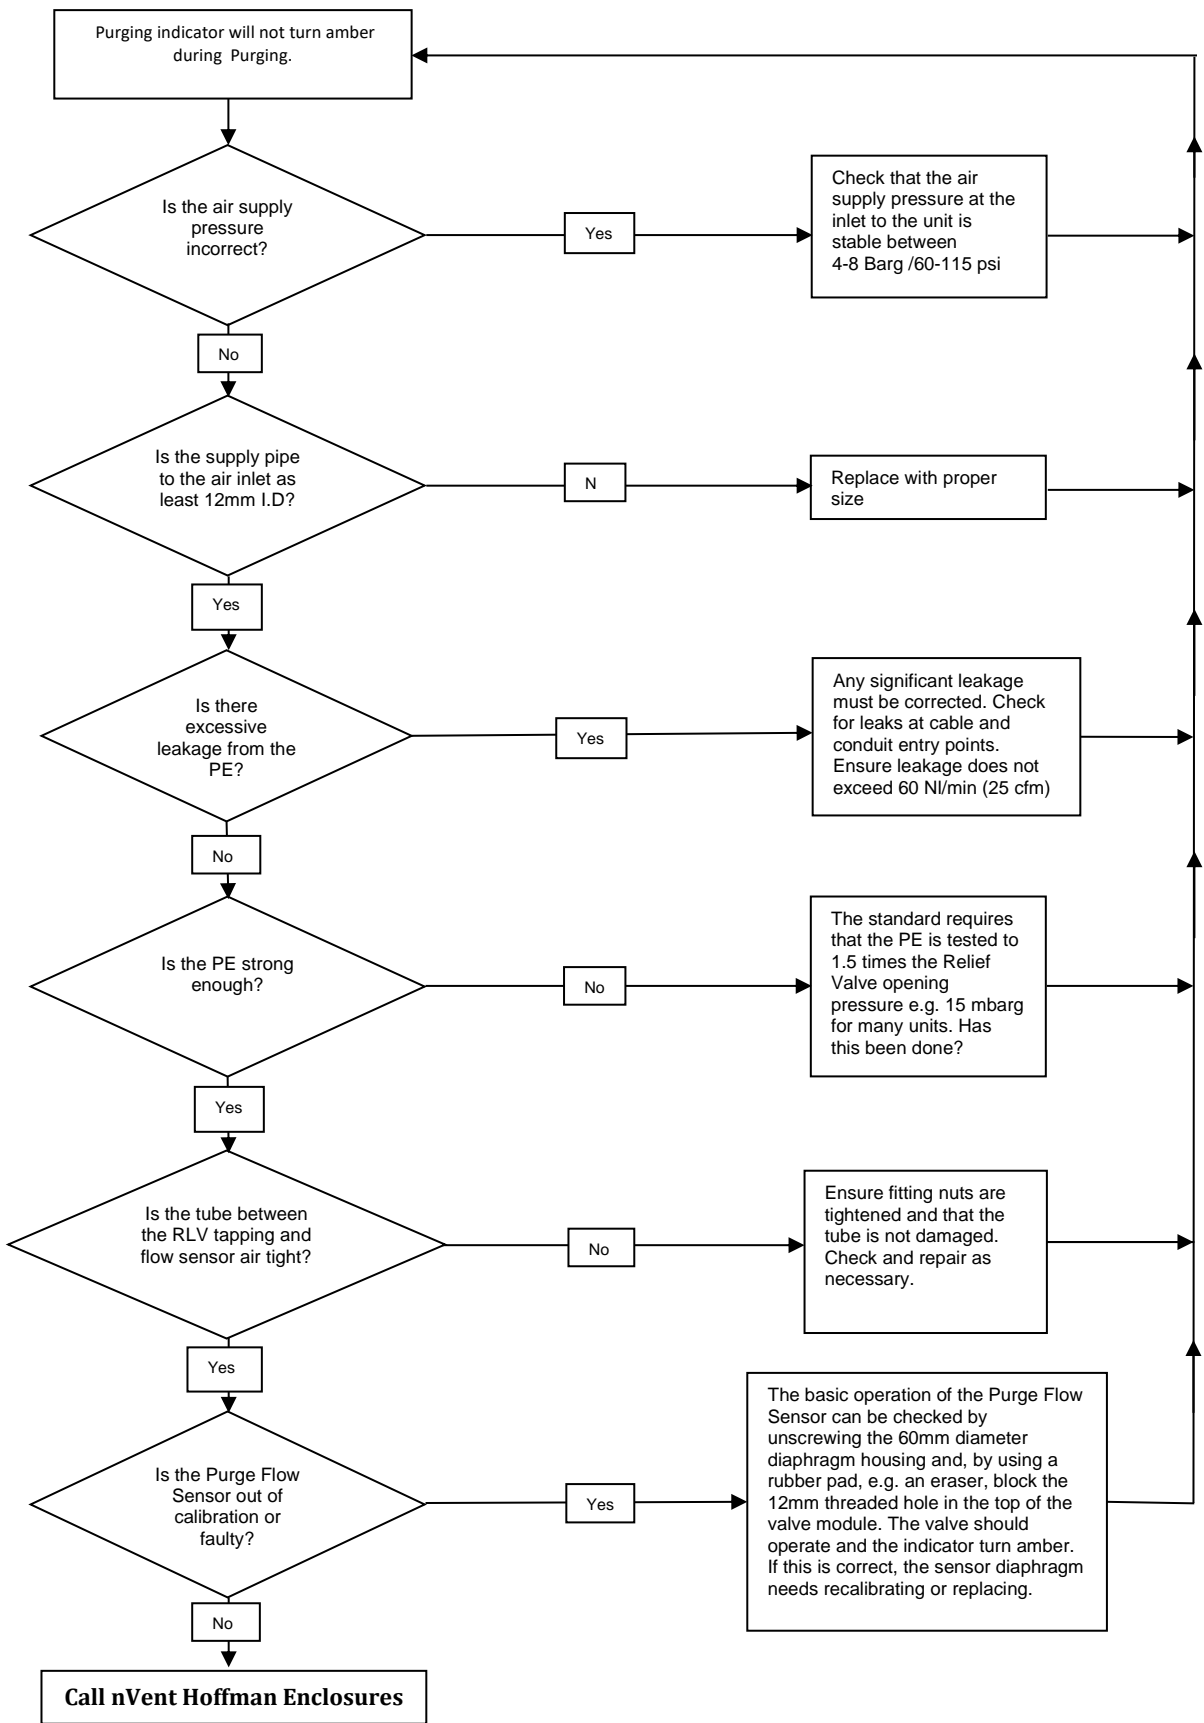 Purging indicator will not turn amber
during  Purging.
Is the air supply
pressure
incorrect?
Yes
Check that the air
supply pressure at the
inlet to the unit is
stable between
4-8 Barg /60-115 psi
No
Is the supply pipe
to the air inlet as
least 12mm I.D?
N
Replace with proper
size
Yes
Is there
excessive
leakage from the
PE?
Yes
Any significant leakage
must be corrected. Check
for leaks at cable and
conduit entry points.
Ensure leakage does not
exceed 60 Nl/min (25 cfm)
No
Is the PE strong
enough?
No
The standard requires
that the PE is tested to
1.5 times the Relief
Valve opening
pressure e.g. 15 mbarg
for many units. Has
this been done?
Yes
Is the tube between
the RLV tapping and
flow sensor air tight?
No
Ensure fitting nuts are
tightened and that the
tube is not damaged.
Check and repair as
necessary.
Yes
Is the Purge Flow
Sensor out of
calibration or
faulty?
Yes
The basic operation of the Purge Flow
Sensor can be checked by
unscrewing the 60mm diameter
diaphragm housing and, by using a
rubber pad, e.g. an eraser, block the
12mm threaded hole in the top of the
valve module. The valve should
operate and the indicator turn amber.
If this is correct, the sensor diaphragm
needs recalibrating or replacing.
No
Call nVent Hoffman Enclosures